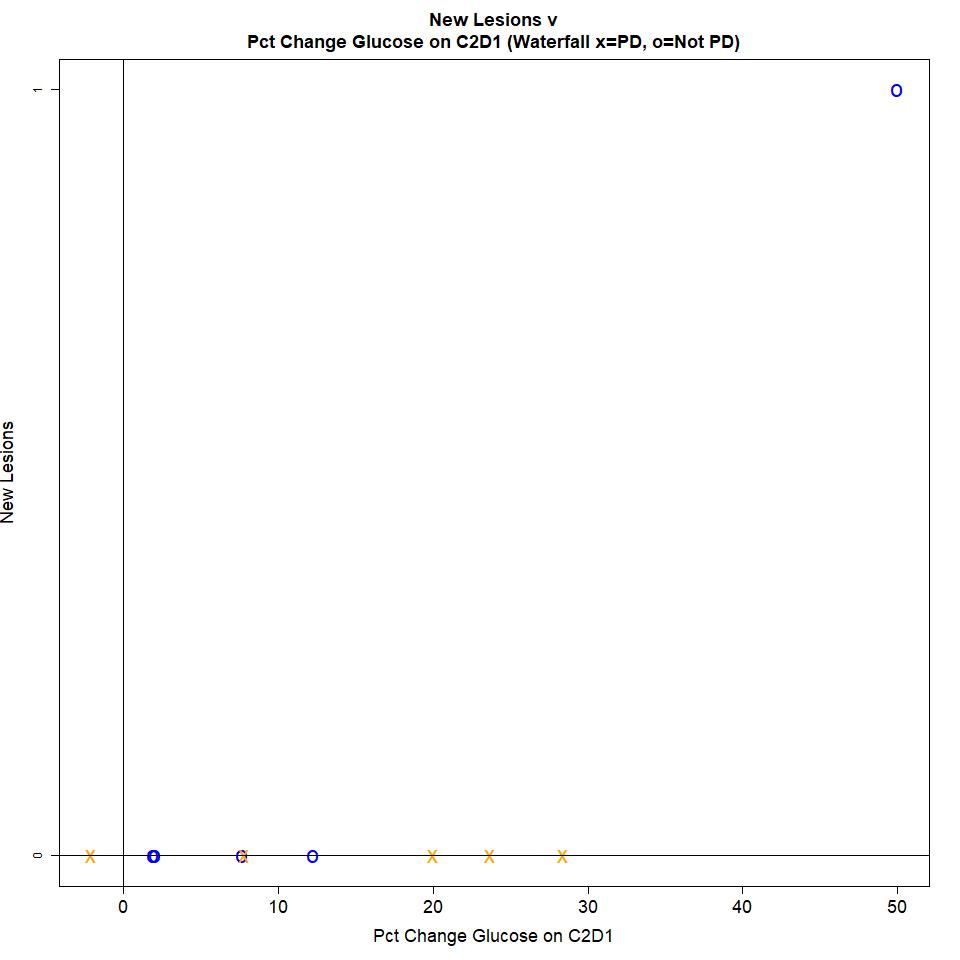 New Lesions v
Pct Change Glucose on C2D1 (Waterfall x=PD, o=Not PD)
1
o
New Lesions
0
x o o x o x x x
0 10 20 30 40 50
Pct Change Glucose on C2D1